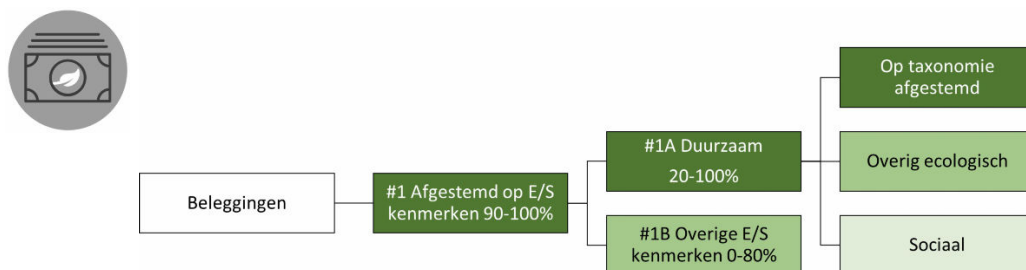 Beleggingen
#1 Afgestemd op E/S
kenmerken 90-100%
#1A Duurzaam
20-100%
#1B Overige E/S
kenmerken 0-80%
Op taxonomie
afgestemd
Overig ecologisch
Sociaal